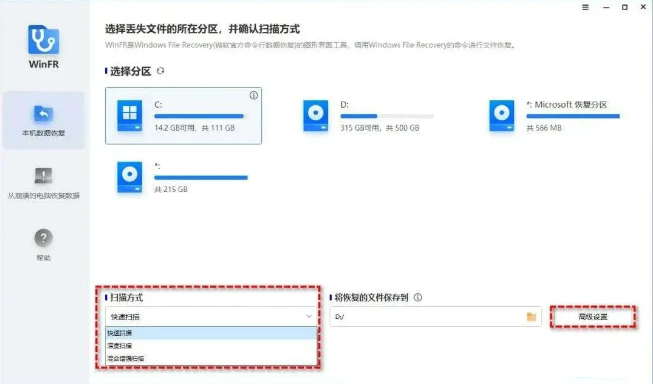 选择丢失文件的所在分区，并确认扫描方式
WinFR是Windows File Recovery(微软官方命令行数据恢复)的图形界面工具，调用Windows File Recovery的命令进行文件恢复。
WinFR
选择分区
C:
14.2 GB可用，共 111 GB
D:
315 GB可用，共 500 GB
*: Microsoft 恢复分区
共 566 MB
本机数据恢复
*:
共 215 GB
从崩溃的电脑恢复数据
帮助
扫描方式
将恢复的文件保存到
快速扫描
D:/
高级设置
快速扫描
深度扫描
混合增强扫描